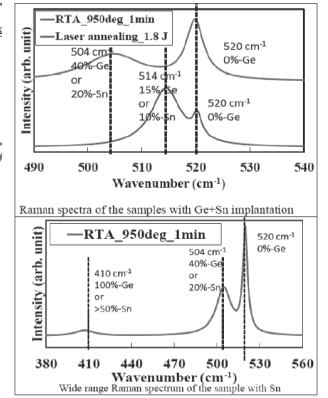 RTA_950deg_1min
Laser annealing_1.8 J
504 cm
40%-Ge
or
20%-Sn
514 cm-1
15%-Ge
or
10%-Sn
520 cm-1
0%-Ge
520 cm-1
0%-Ge
Intensity (arb. unit)
490 500 510 520 530 540
Wavenumber (cm-1)
Raman spectra of the samples with Ge+Sn implantation
RTA_950deg_1min
410 cm-1
100%-Ge
or
>50%-Sn
504 cm-1
40%-Ge
or
20%-Sn
520 cm-1
0%-Ge
Intensity (arb. unit)
380 410 440 470 500 530 560
Wavenumber (cm-1)
Wide range Raman spectrum of the sample with Sn